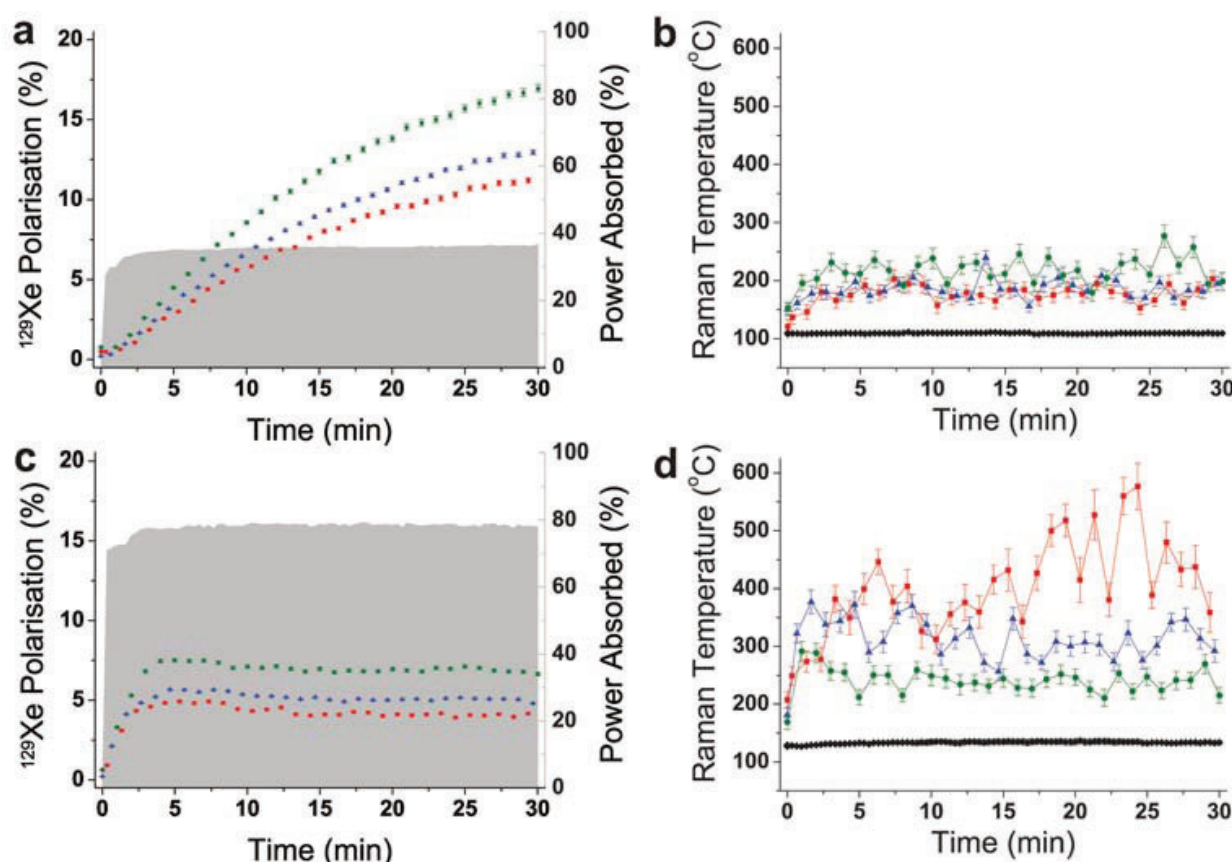 a
20
15
10
5
0
¹²⁹Xe Polarisation (%)
100
80
60
40
20
0
Power Absorbed (%)
0 5 10 15 20 25 30
Time (min)
b
600
500
400
300
200
100
Raman Temperature (°C)
0 5 10 15 20 25 30
Time (min)
c
20
15
10
5
0
¹²⁹Xe Polarisation (%)
100
80
60
40
20
0
Power Absorbed (%)
0 5 10 15 20 25 30
Time (min)
d
600
500
400
300
200
100
Raman Temperature (°C)
0 5 10 15 20 25 30
Time (min)